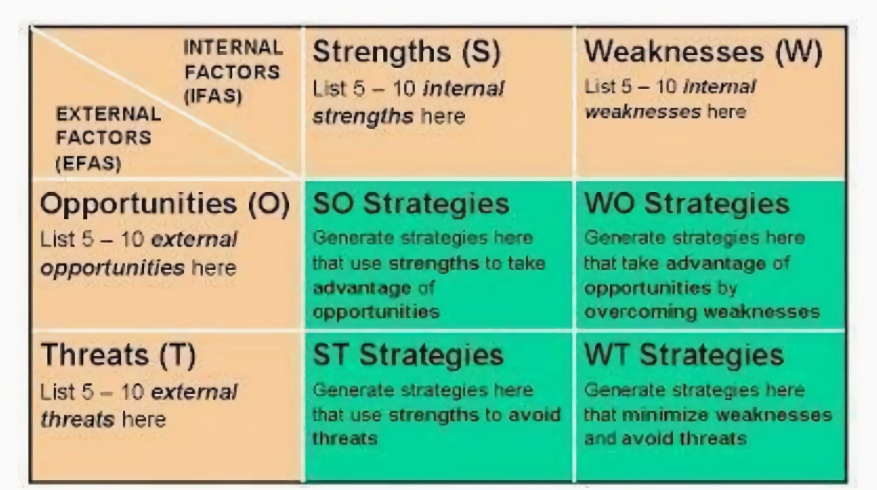 INTERNAL
FACTORS
(IFAS)
EXTERNAL
FACTORS
(EFAS)
Strengths (S)
List 5 – 10 internal
strengths here
Weaknesses (W)
List 5 – 10 internal
weaknesses here
Opportunities (O)
List 5 – 10 external
opportunities here
SO Strategies
Generate strategies here
that use strengths to take
advantage of
opportunities
WO Strategies
Generate strategies here
that take advantage of
opportunities by
overcoming weaknesses
Threats (T)
List 5 – 10 external
threats here
ST Strategies
Generate strategies here
that use strengths to avoid
threats
WT Strategies
Generate strategies here
that minimize weaknesses
and avoid threats